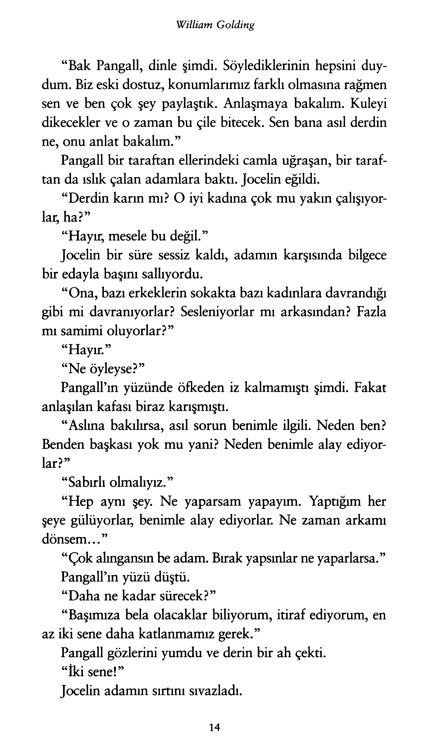 William Golding
“Bak Pangall, dinle şimdi. Söylediklerinin hepsini duy-
dum. Biz eski dostuz, konumlarımız farklı olmasına rağmen
sen ve ben çok şey paylaştık. Anlaşmaya bakalım. Kuleyi
dikecekler ve o zaman bu çile bitecek. Sen bana asıl derdin
ne, onu anlat bakalım.”
Pangall bir taraftan ellerindeki camla uğraşan, bir taraf-
tan da ıslık çalan adamlara baktı. Jocelin eğildi.
“Derdin karın mı? O iyi kadına çok mu yakın çalışıyor-
lar, ha?”
“Hayır, mesele bu değil.”
Jocelin bir süre sessiz kaldı, adamın karşısında bilgece
bir edayla başını sallıyordu.
“Ona, bazı erkeklerin sokakta bazı kadınlara davrandığı
gibi mi davranıyorlar? Sesleniyorlar mı arkasından? Fazla
mı samimi oluyorlar?”
“Hayır.”
“Ne öyleyse?”
Pangall’ın yüzünde öfkeden iz kalmamıştı şimdi. Fakat
anlaşılan kafası biraz karışmıştı.
“Aslına bakılırsa, asıl sorun benimle ilgili. Neden ben?
Benden başkası yok mu yani? Neden benimle alay ediyor-
lar?”
“Sabırlı olmalıyız.”
“Hep aynı şey. Ne yaparsam yapayım. Yaptığım her
şeye gülüyorlar, benimle alay ediyorlar. Ne zaman arkamı
dönsem...”
“Çok alıngansın be adam. Bırak yapsınlar ne yaparlarsa.”
Pangall’ın yüzü düştü.
“Daha ne kadar sürecek?”
“Başımıza bela olacaklar biliyorum, itiraf ediyorum, en
az iki sene daha katlanmamız gerek.”
Pangall gözlerini yumdu ve derin bir ah çekti.
“İki sene!”
Jocelin adamın sırtını sıvazladı.
14